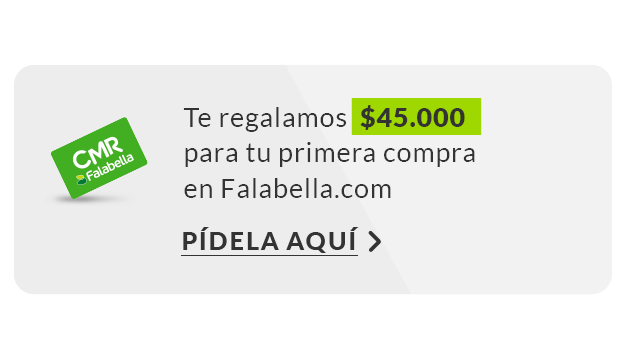 CMR
Falabella
Te regalamos $45.000
para tu primera compra
en Falabella.com
PÍDELA AQUÍ